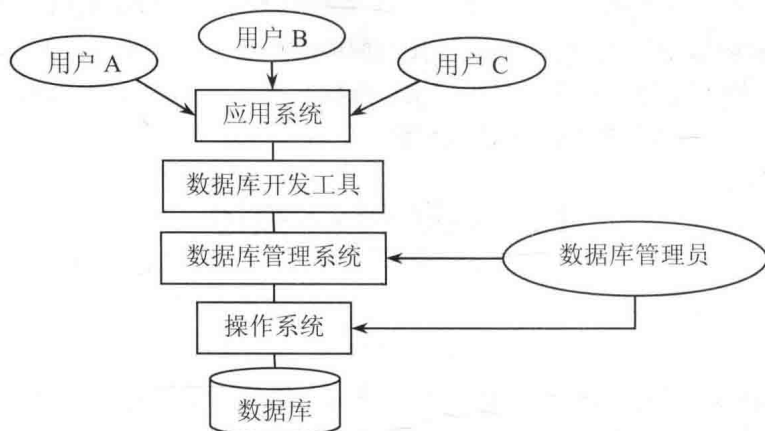 用户 B
用户 A
用户 C
应用系统
数据库开发工具
数据库管理系统
数据库管理员
操作系统
数据库